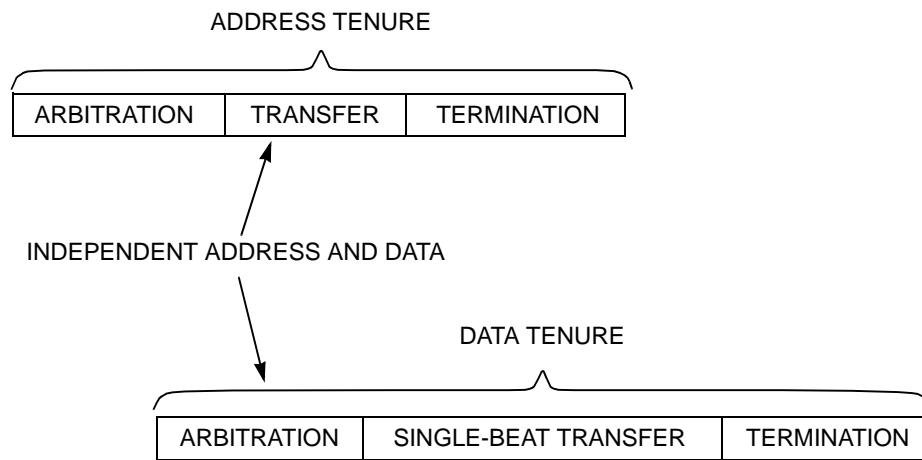 ADDRESS TENURE
ARBITRATION TRANSFER TERMINATION
INDEPENDENT ADDRESS AND DATA
DATA TENURE
ARBITRATION SINGLE-BEAT TRANSFER TERMINATION